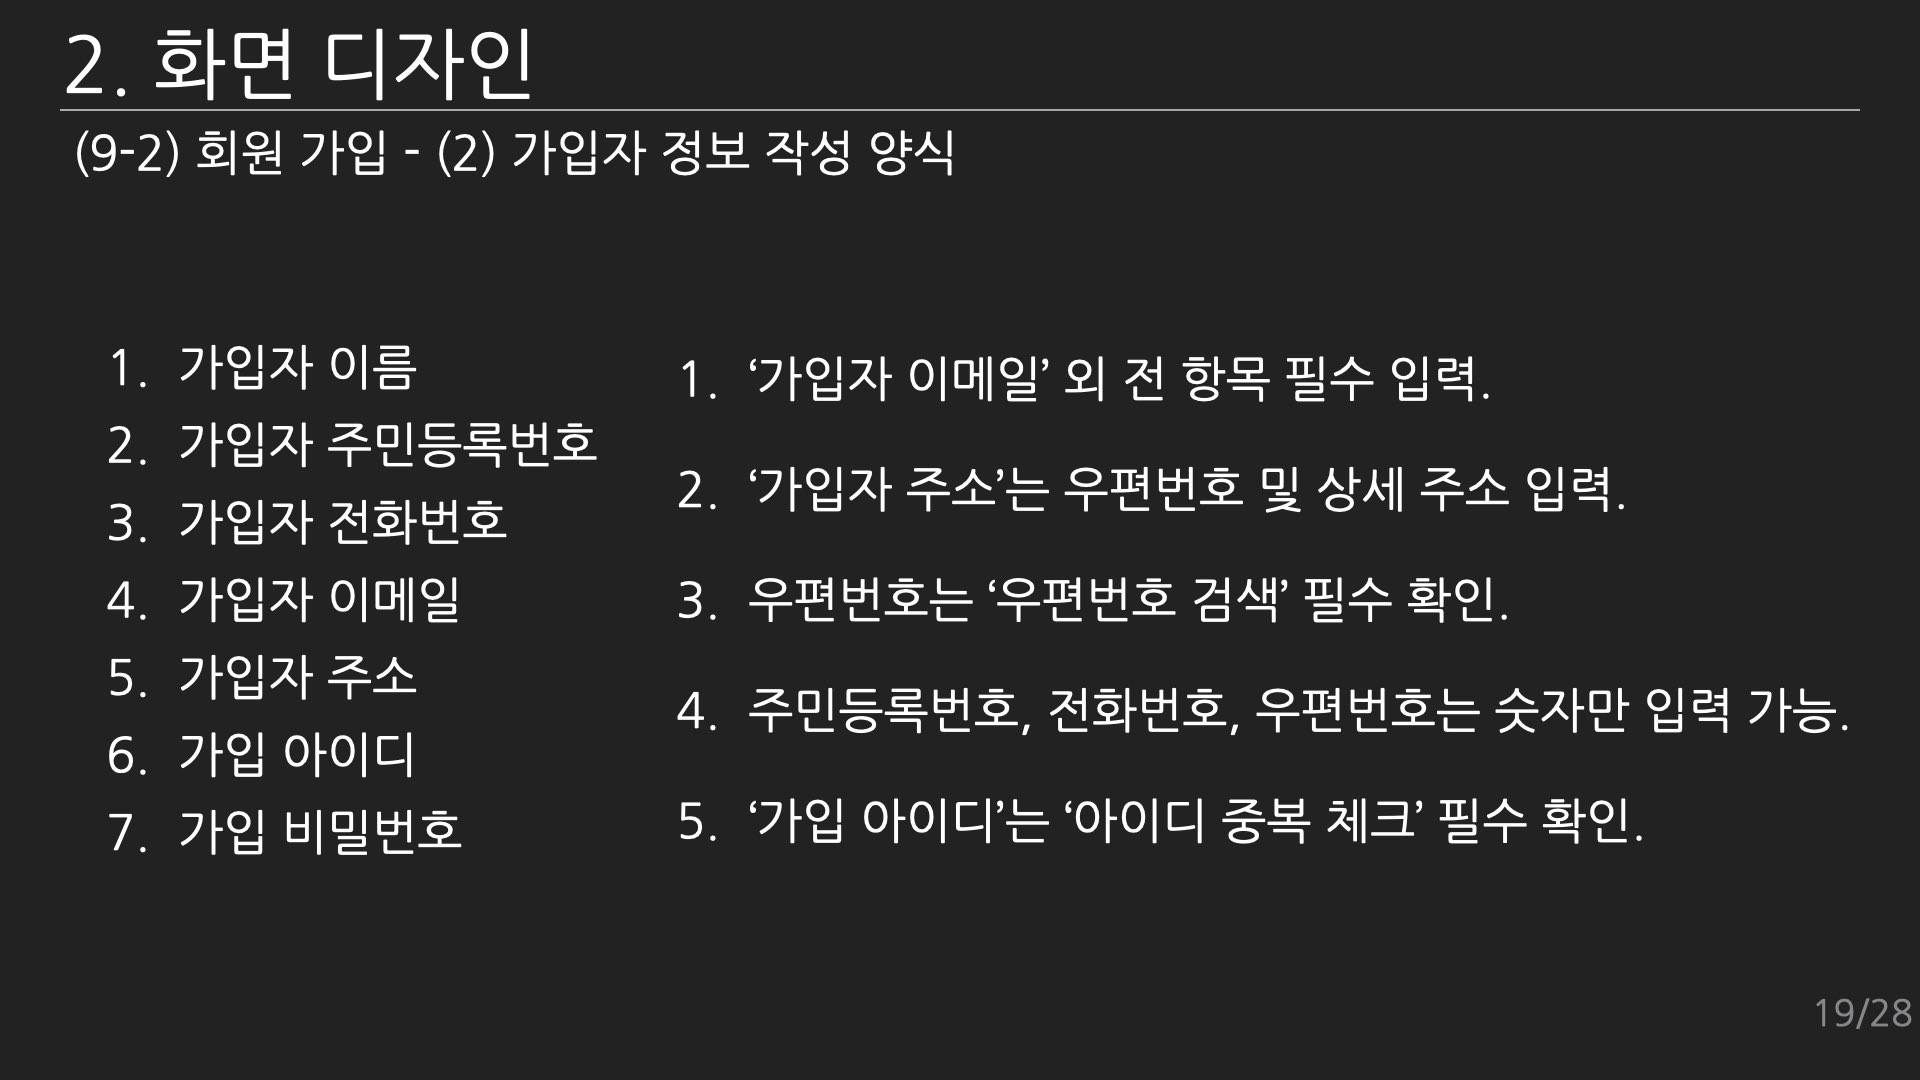 2. 화면 디자인
(9-2) 회원 가입 - (2) 가입자 정보 작성 양식
1. 가입자 이름
2. 가입자 주민등록번호
3. 가입자 전화번호
4. 가입자 이메일
5. 가입자 주소
6. 가입 아이디
7. 가입 비밀번호
1. ‘가입자 이메일’ 외 전 항목 필수 입력.
2. ‘가입자 주소’는 우편번호 및 상세 주소 입력.
3. 우편번호는 ‘우편번호 검색’ 필수 확인.
4. 주민등록번호, 전화번호, 우편번호는 숫자만 입력 가능.
5. ‘가입 아이디’는 ‘아이디 중복 체크’ 필수 확인.
19/28